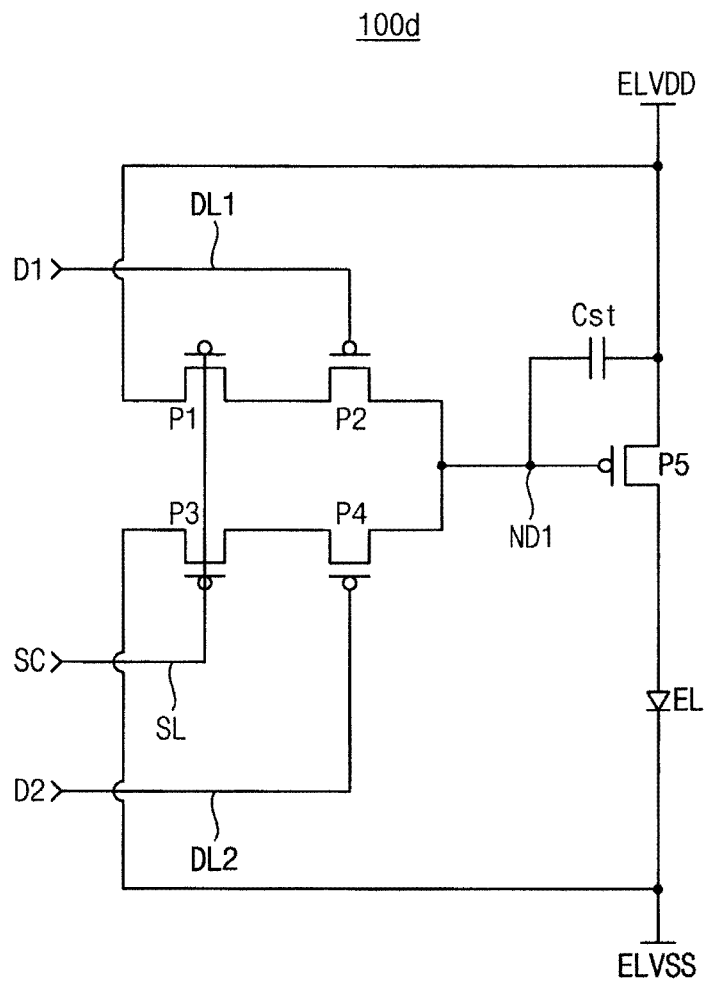 100d
ELVDD
DL1
D1
Cst
P1
P2
P5
P3
P4
ND1
SC
SL
EL
D2
DL2
ELVSS